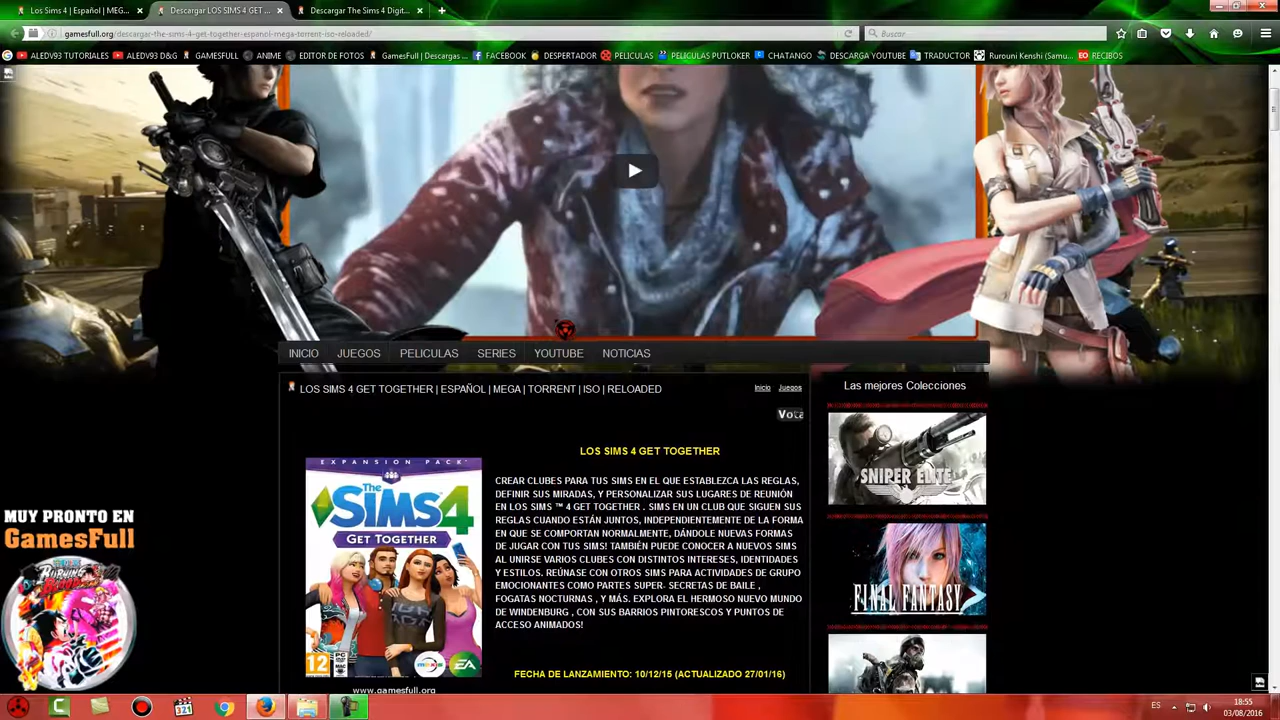 Los Sims 4 | Español | MEG...
Descargar LOS SIMS 4 GET ...
Descargar The Sims 4 Digit...
gamesfull.org/descargar-the-sims-4-get-together-espanol-mega-torrent-iso-reloaded/
Buscar
ALEDV93 TUTORIALES
ALEDV93 D&G
GAMESFULL
ANIME
EDITOR DE FOTOS
GamesFull | Descargas ...
FACEBOOK
DESPERTADOR
PELICULAS
PELICULAS PUTLOKER
CHATANGO
DESCARGA YOUTUBE
TRADUCTOR
Rurouni Kenshi (Samu...
RECIBOS
INICIO
JUEGOS
PELICULAS
SERIES
YOUTUBE
NOTICIAS
LOS SIMS 4 GET TOGETHER | ESPAÑOL | MEGA | TORRENT | ISO | RELOADED
Inicio
Juegos
Vota
LOS SIMS 4 GET TOGETHER
EXPANSION PACK
The
SIMS 4
GET TOGETHER
12
PC DVD
MAC
maxis
EA
www.gamesfull.org
CREAR CLUBES PARA TUS SIMS EN EL QUE ESTABLEZCA LAS REGLAS,
DEFINIR SUS MIRADAS, Y PERSONALIZAR SUS LUGARES DE REUNIÓN
EN LOS SIMS ™ 4 GET TOGETHER . SIMS EN UN CLUB QUE SIGUEN SUS
REGLAS CUANDO ESTÁN JUNTOS, INDEPENDIENTEMENTE DE LA FORMA
EN QUE SE COMPORTAN NORMALMENTE, DÁNDOLE NUEVAS FORMAS
DE JUGAR CON TUS SIMS! TAMBIÉN PUEDE CONOCER A NUEVOS SIMS
AL UNIRSE VARIOS CLUBES CON DISTINTOS INTERESES, IDENTIDADES
Y ESTILOS. REÚNASE CON OTROS SIMS PARA ACTIVIDADES DE GRUPO
EMOCIONANTES COMO PARTES SUPER- SECRETAS DE BAILE ,
FOGATAS NOCTURNAS , Y MÁS. EXPLORA EL HERMOSO NUEVO MUNDO
DE WINDENBURG , CON SUS BARRIOS PINTORESCOS Y PUNTOS DE
ACCESO ANIMADOS!
FECHA DE LANZAMIENTO: 10/12/15 (ACTUALIZADO 27/01/16)
Las mejores Colecciones
SNIPER ELITE
FINAL FANTASY
MUY PRONTO EN
GamesFull
BURNING
BLOOD
321
ES
18:55
03/08/2016